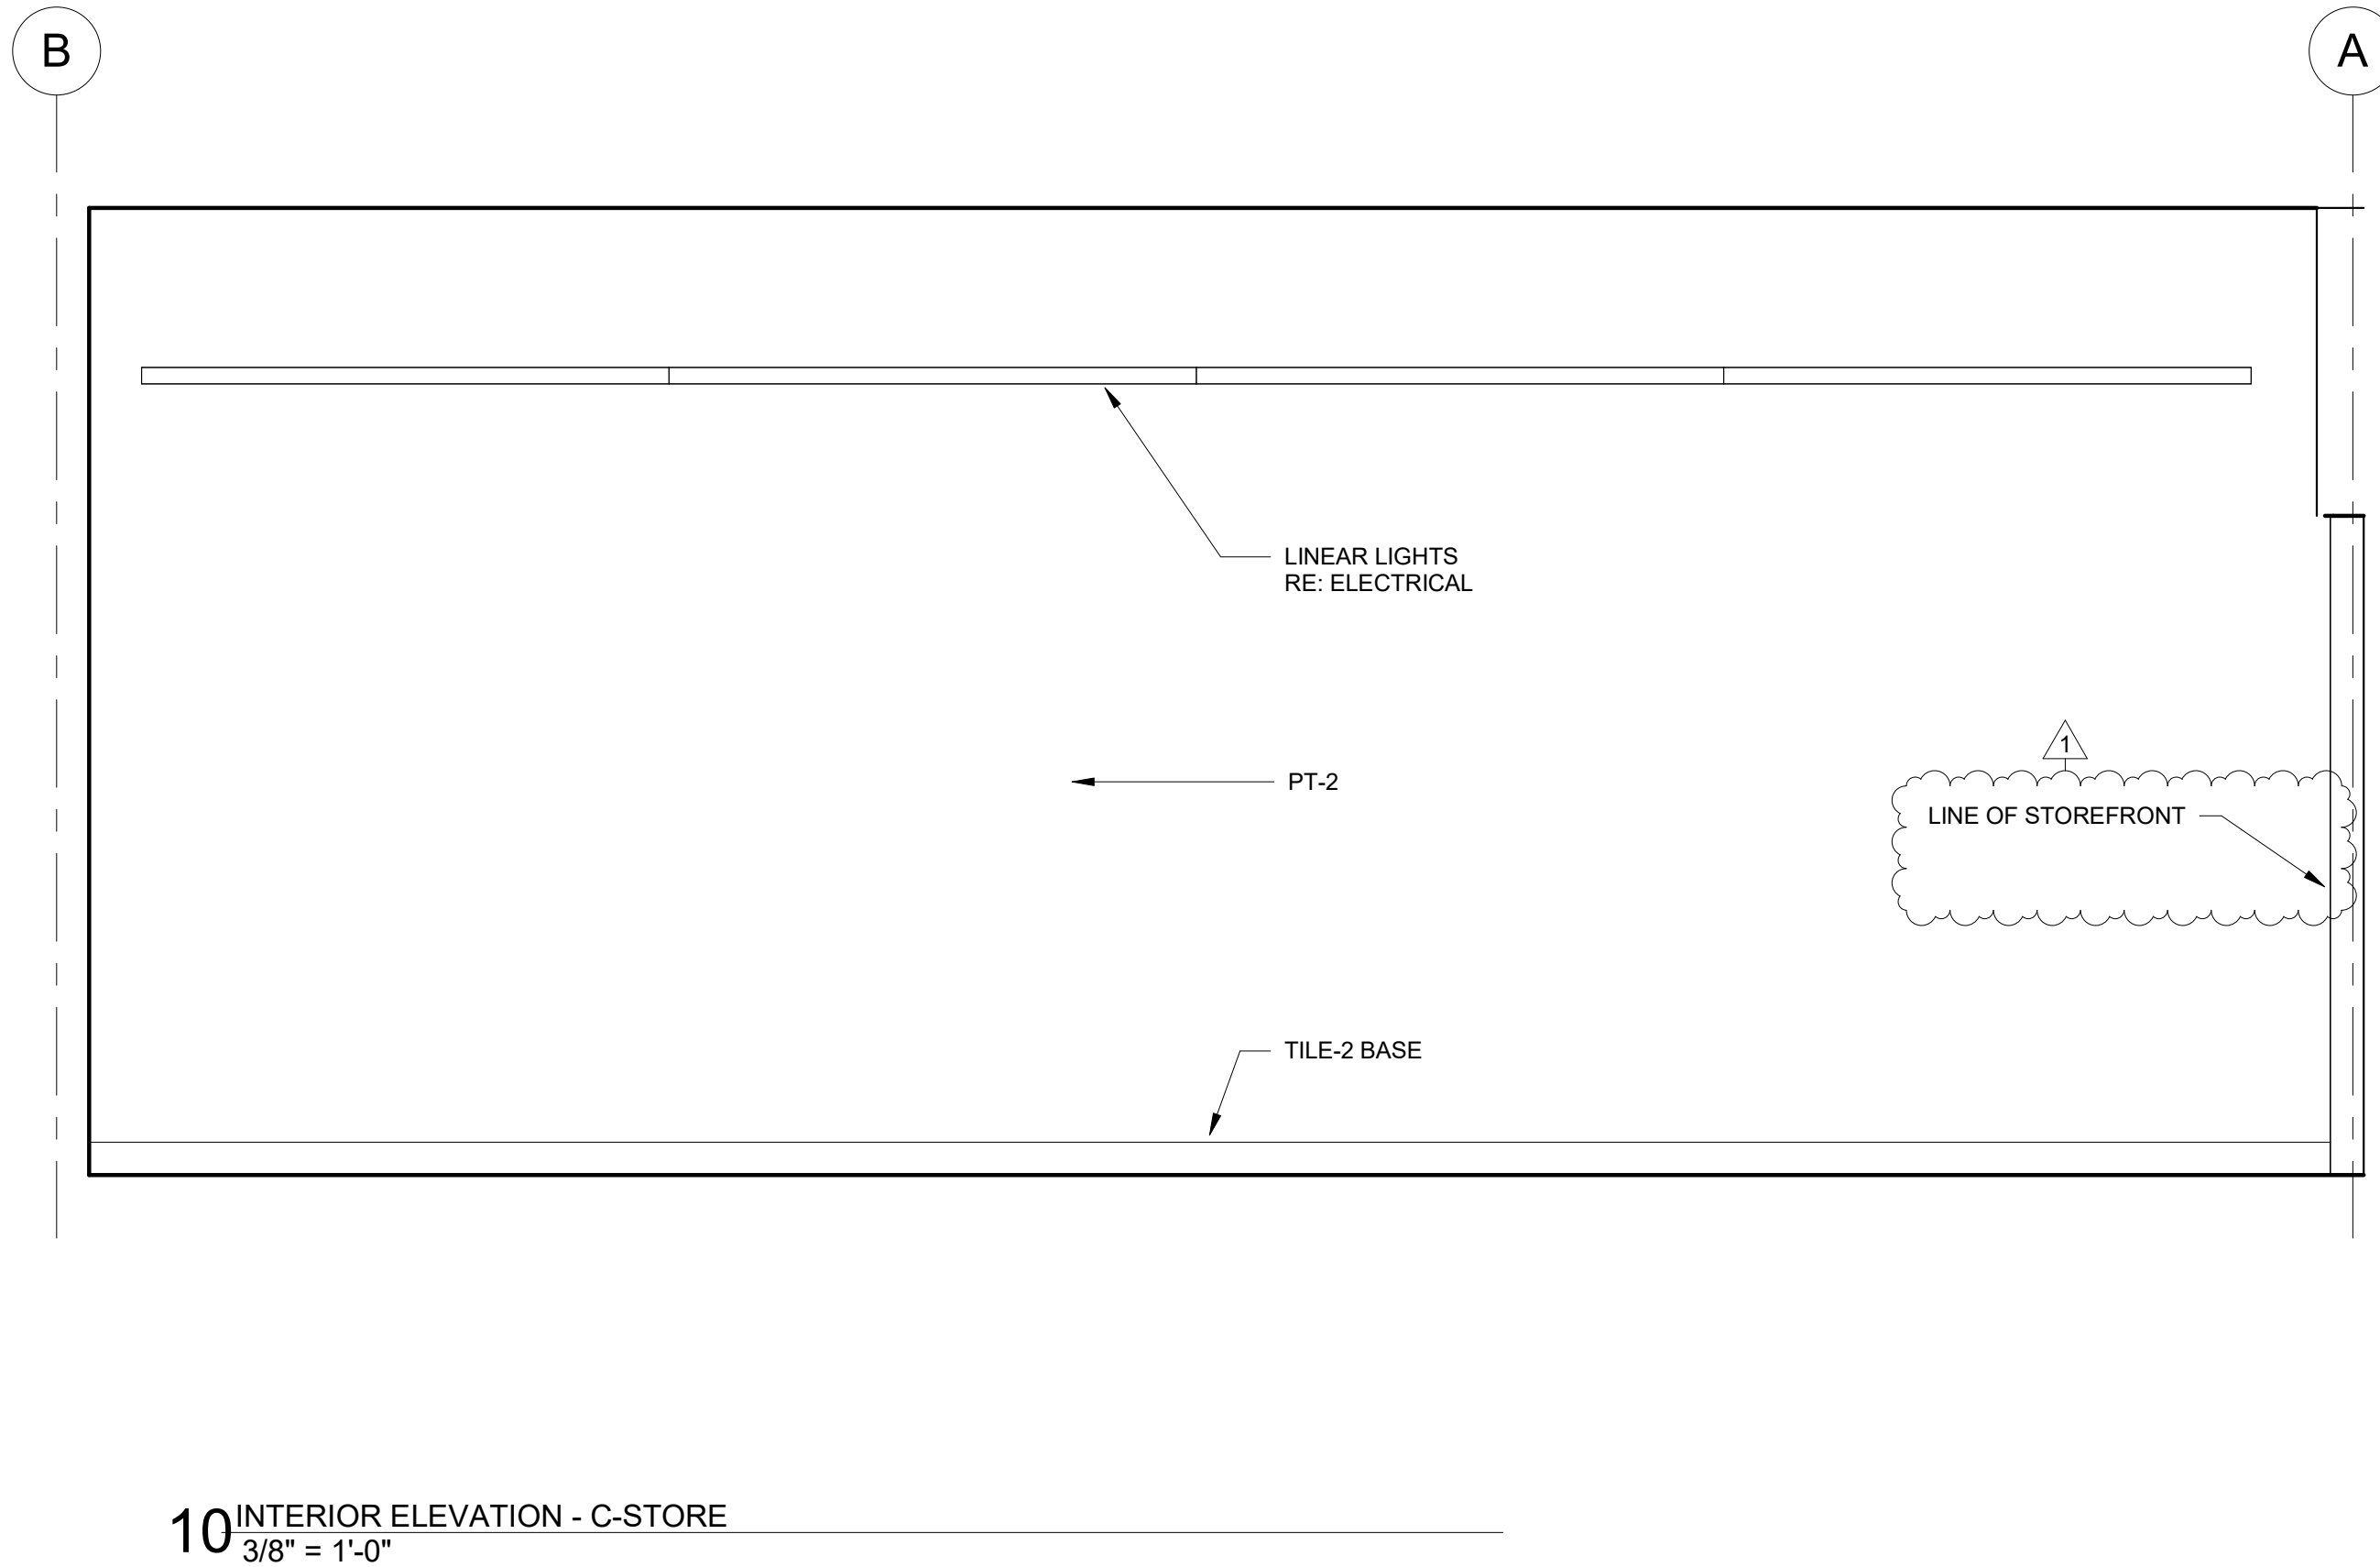 B
A
LINEAR LIGHTS
RE: ELECTRICAL
1
PT-2
LINE OF STOREFRONT
TILE-2 BASE
10
INTERIOR ELEVATION - C-STORE
3/8" = 1'-0"